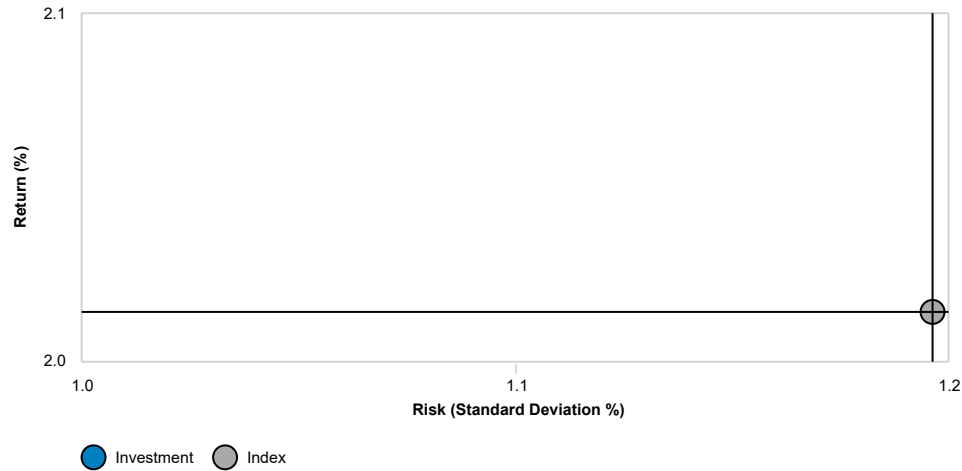 2.1
Return (%)
2.0
1.0 1.1 1.2
Risk (Standard Deviation %)
Investment Index